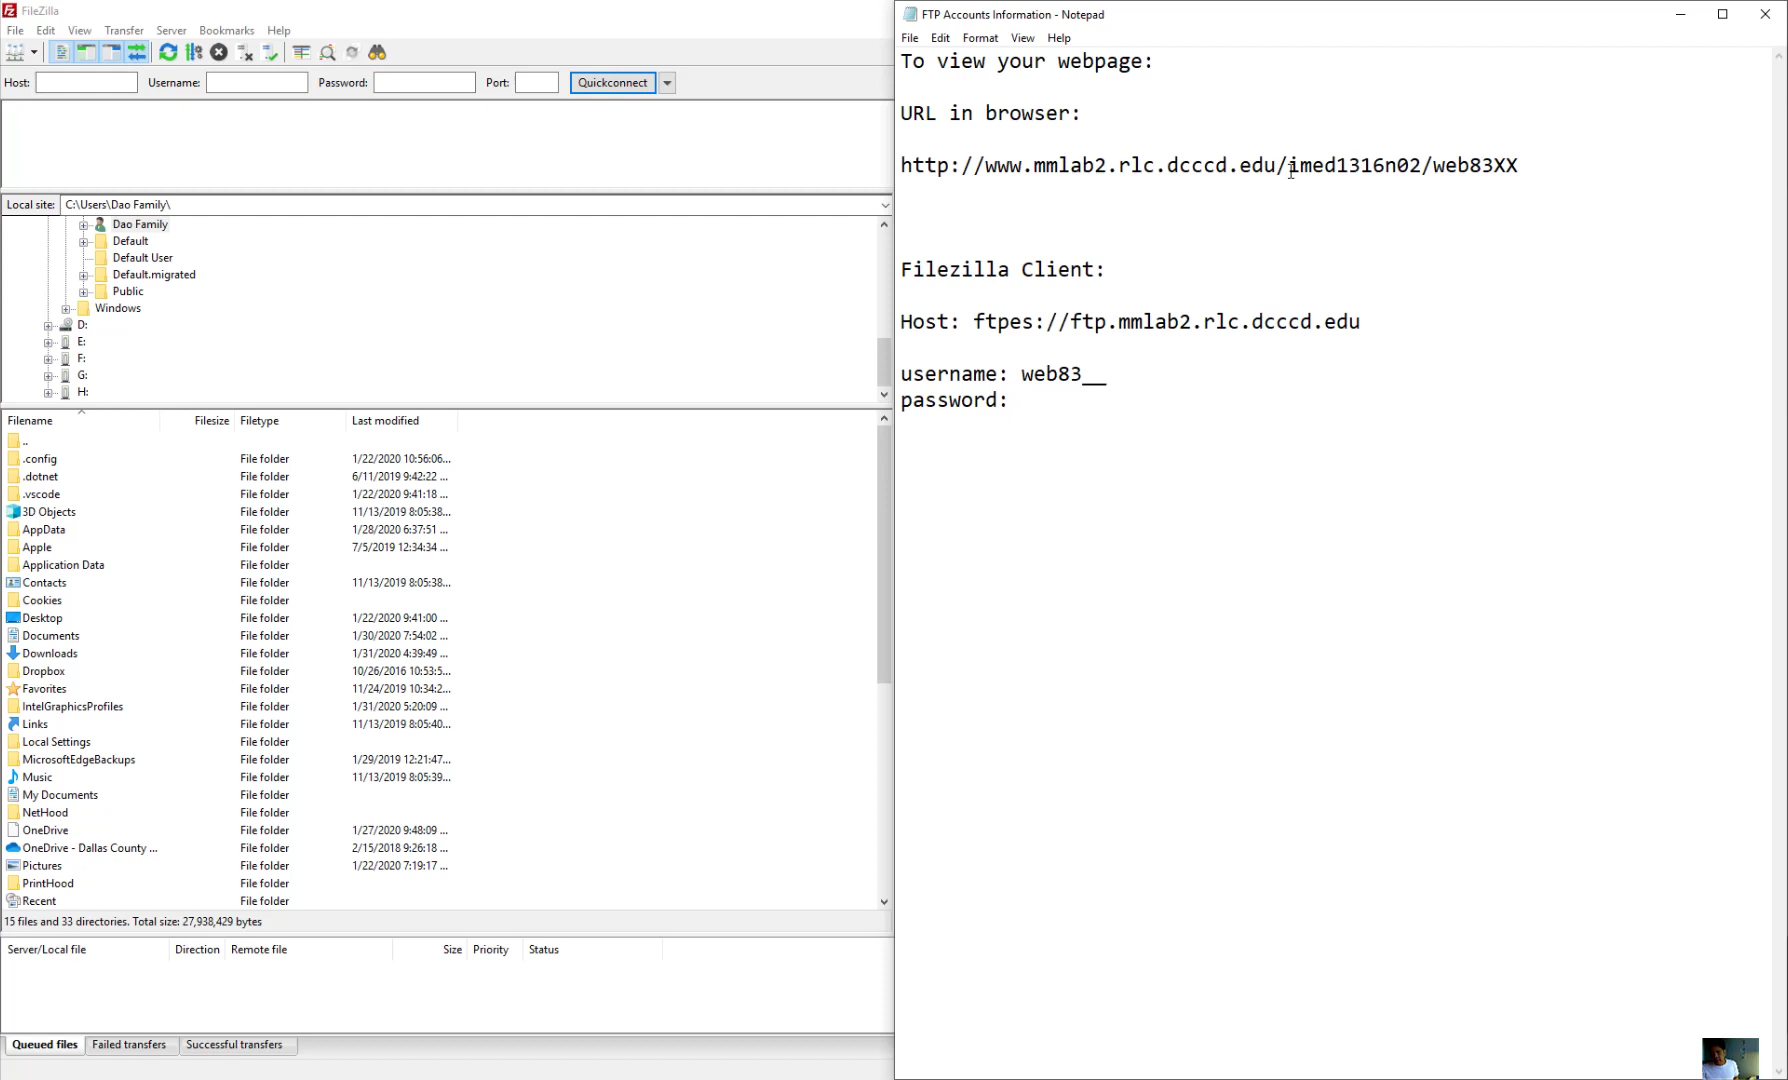 FileZilla
File Edit View Transfer Server Bookmarks Help
Host: Username: Password: Port: Quickconnect
Local site: C:\Users\Dao Family\
Dao Family
Default
Default User
Default.migrated
Public
Windows
D:
E:
F:
G:
H:
Filename Filesize Filetype Last modified
..
.config File folder 1/22/2020 10:56:06...
.dotnet File folder 6/11/2019 9:42:22 ...
.vscode File folder 1/22/2020 9:41:18 ...
3D Objects File folder 11/13/2019 8:05:38...
AppData File folder 1/28/2020 6:37:51 ...
Apple File folder 7/5/2019 12:34:34 ...
Application Data File folder
Contacts File folder 11/13/2019 8:05:38...
Cookies File folder
Desktop File folder 1/22/2020 9:41:00 ...
Documents File folder 1/30/2020 7:54:02 ...
Downloads File folder 1/31/2020 4:39:49 ...
Dropbox File folder 10/26/2016 10:53:5...
Favorites File folder 11/24/2019 10:34:2...
IntelGraphicsProfiles File folder 1/31/2020 5:20:09 ...
Links File folder 11/13/2019 8:05:40...
Local Settings File folder
MicrosoftEdgeBackups File folder 1/29/2019 12:21:47...
Music File folder 11/13/2019 8:05:39...
My Documents File folder
NetHood File folder
OneDrive File folder 1/27/2020 9:48:09 ...
OneDrive - Dallas County ... File folder 2/15/2018 9:26:18 ...
Pictures File folder 1/22/2020 7:19:17 ...
PrintHood File folder
Recent File folder
15 files and 33 directories. Total size: 27,938,429 bytes
Server/Local file Direction Remote file Size Priority Status
Queued files Failed transfers Successful transfers
FTP Accounts Information - Notepad
File Edit Format View Help
To view your webpage:
URL in browser:
http://www.mmlab2.rlc.dcccd.edu/imed1316n02/web83XX
Filezilla Client:
Host: ftpes://ftp.mmlab2.rlc.dcccd.edu
username: web83__
password: